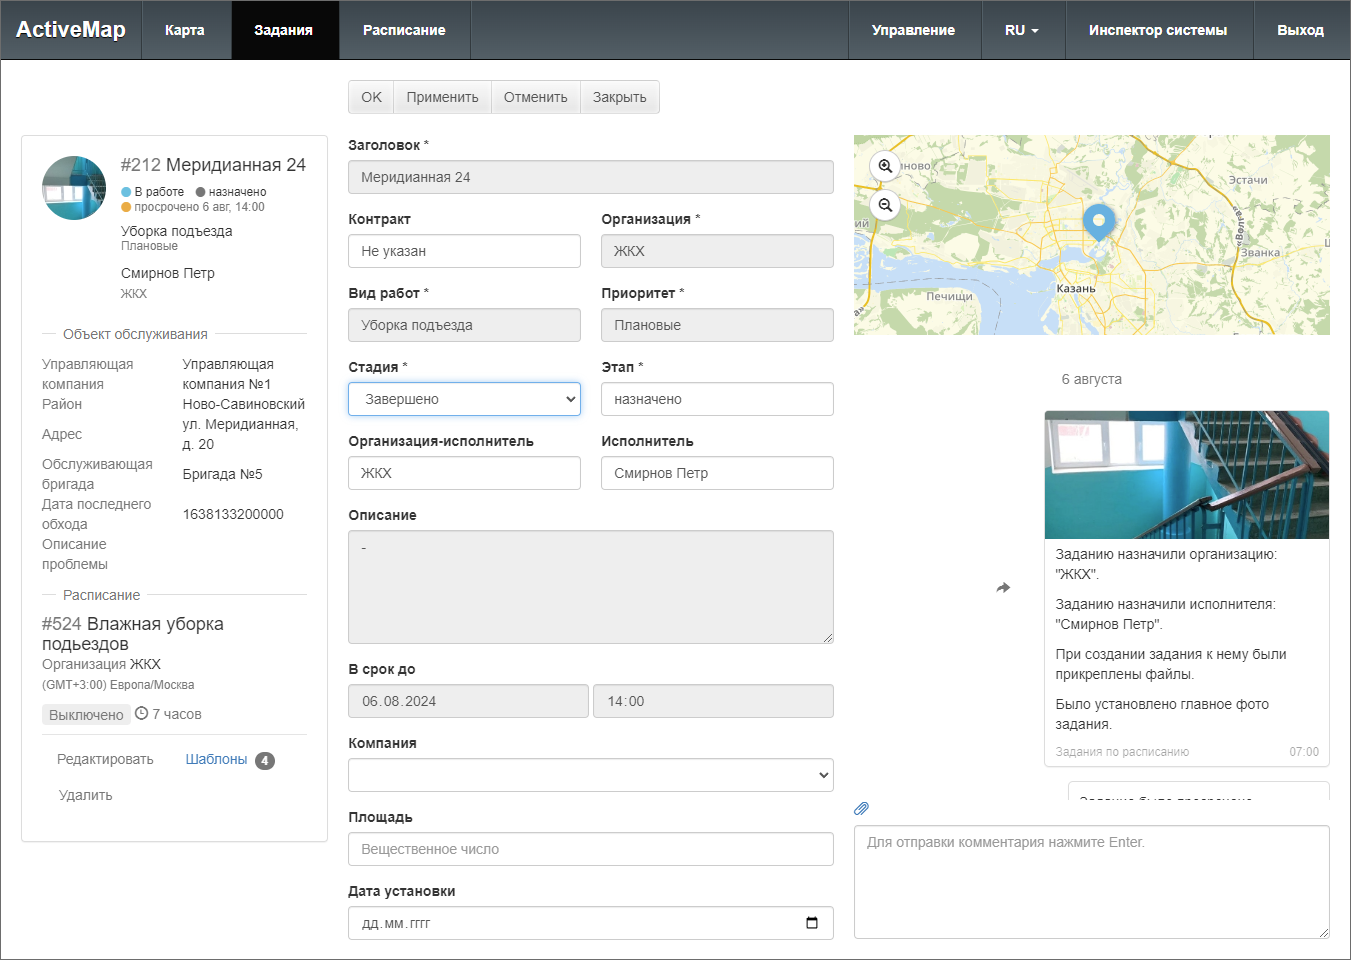 ActiveMap Карта Задания Расписание Управление RU Инспектор системы Выход
OK Применить Отменить Закрыть
#212 Меридианная 24
В работе назначено
просрочено 6 авг, 14:00
Уборка подъезда
Плановые
Смирнов Петр
ЖКХ
Объект обслуживания
Управляющая компания Управляющая компания №1
Район Ново-Савиновский
Адрес ул. Меридианная, д. 20
Обслуживающая бригада Бригада №5
Дата последнего обхода 1638133200000
Описание проблемы
Расписание
#524 Влажная уборка
подьездов
Организация ЖКХ
(GMT+3:00) Европа/Москва
Выключено 7 часов
Редактировать Шаблоны 4
Удалить
Заголовок *
Меридианная 24
Контракт Организация *
Не указан ЖКХ
Вид работ * Приоритет *
Уборка подъезда Плановые
Стадия * Этап *
Завершено назначено
Организация-исполнитель Исполнитель
ЖКХ Смирнов Петр
Описание
-
В срок до
06.08.2024 14:00
Компания
Площадь
Вещественное число
Дата установки
дд.мм.гггг
Эстачи
«Волга»
Званка
Казань
Печищи
6 августа
Заданию назначили организацию:
"ЖКХ".
Заданию назначили исполнителя:
"Смирнов Петр".
При создании задания к нему были
прикреплены файлы.
Было установлено главное фото
задания.
Задания по расписанию 07:00
Задание было просрочено
Для отправки комментария нажмите Enter.